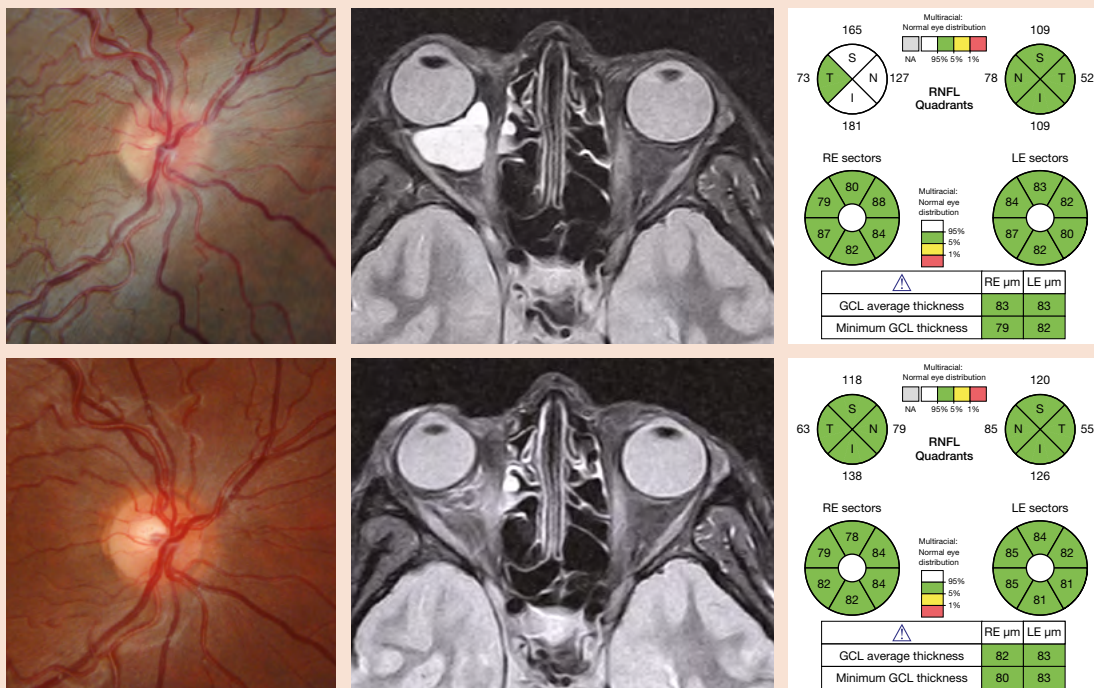 Multiracial:
Normal eye distribution
165 109
S S
73 T N 127 78 N T 52
I I
181 109
NA 95% 5% 1%
RNFL
Quadrants
RE sectors LE sectors
80 83
79 88 84 82
87 84 87 80
82 82
Multiracial:
Normal eye
distribution
95%
5%
1%
! RE µm LE µm
GCL average thickness 83 83
Minimum GCL thickness 79 82
Multiracial:
Normal eye distribution
118 120
S S
63 T N 79 85 N T 55
I I
138 126
NA 95% 5% 1%
RNFL
Quadrants
RE sectors LE sectors
78 84
79 84 85 82
82 84 85 81
82 81
Multiracial:
Normal eye
distribution
95%
5%
1%
! RE µm LE µm
GCL average thickness 82 83
Minimum GCL thickness 80 83